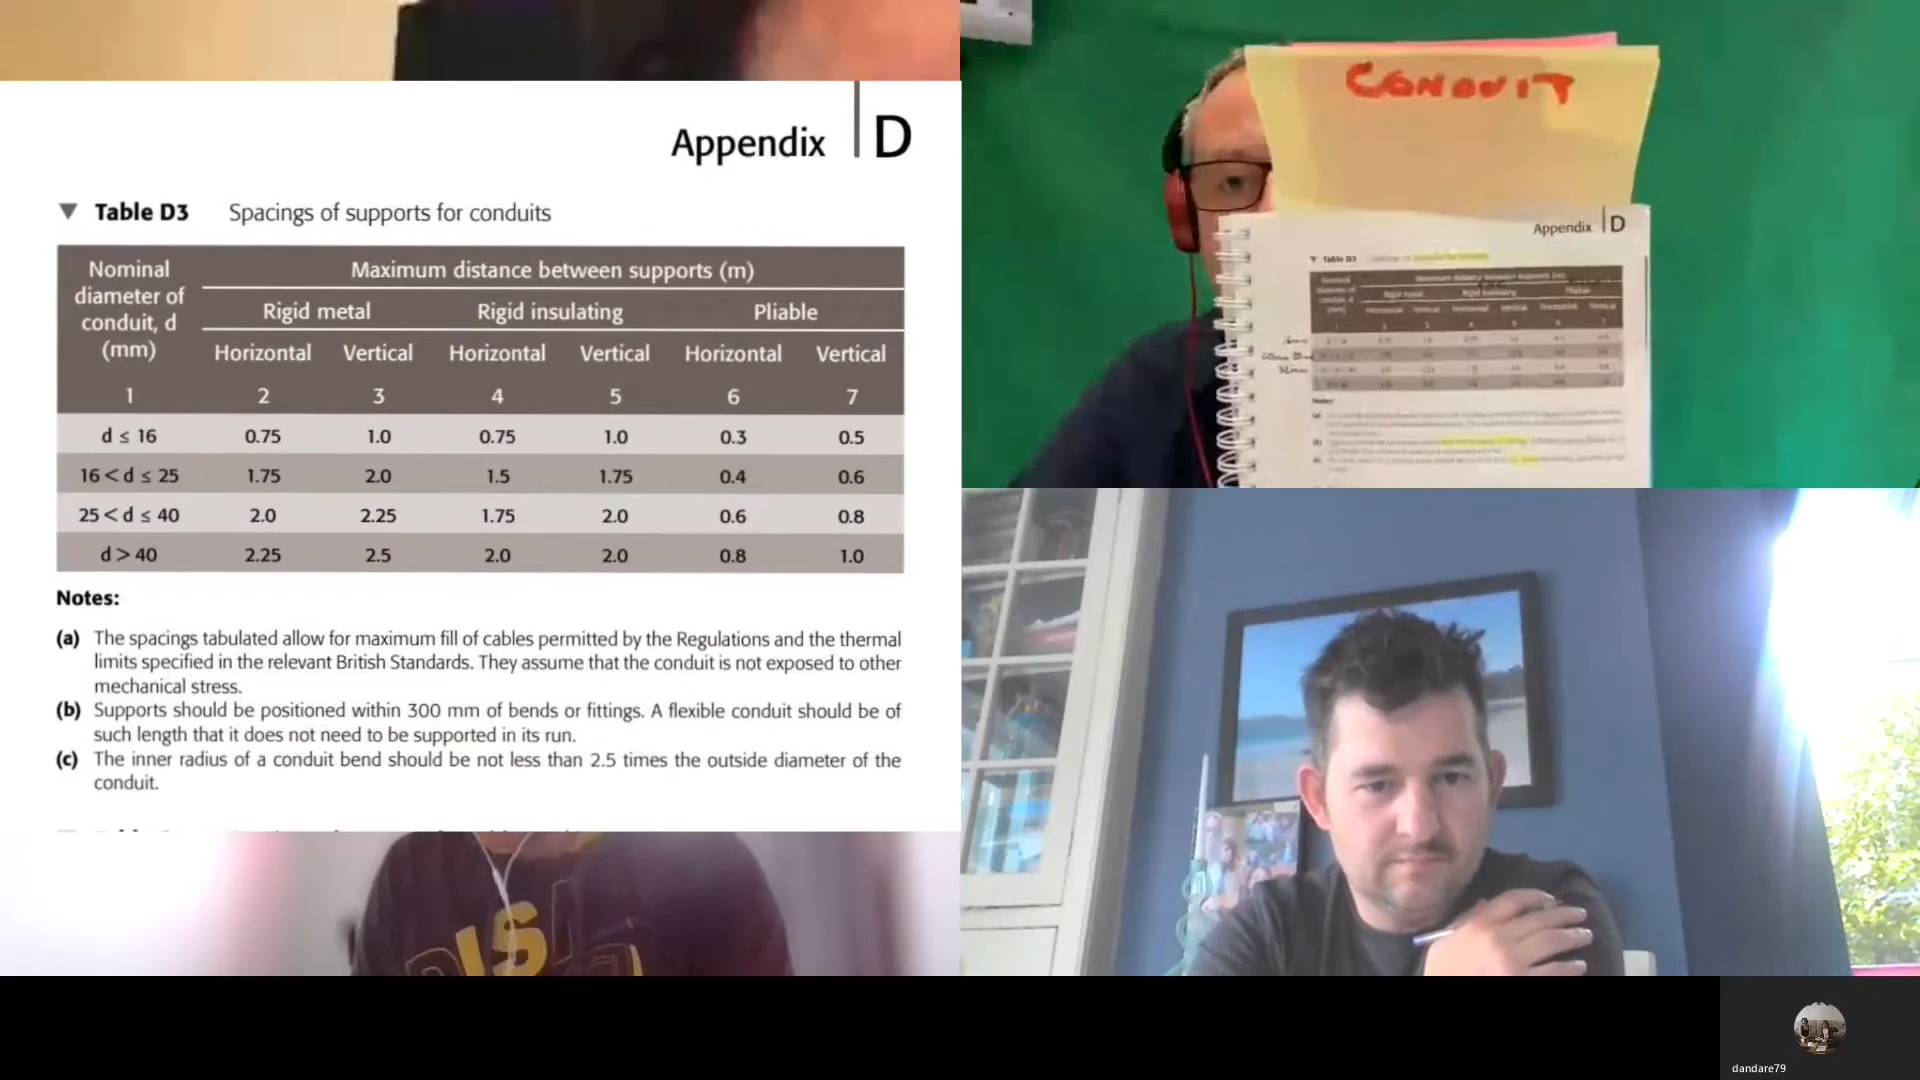 Appendix D
Table D3 Spacings of supports for conduits
Nominal diameter of conduit, d (mm) Maximum distance between supports (m)
Rigid metal Rigid insulating Pliable
Horizontal Vertical Horizontal Vertical Horizontal Vertical
1 2 3 4 5 6 7
d ≤ 16 0.75 1.0 0.75 1.0 0.3 0.5
16 < d ≤ 25 1.75 2.0 1.5 1.75 0.4 0.6
25 < d ≤ 40 2.0 2.25 1.75 2.0 0.6 0.8
d > 40 2.25 2.5 2.0 2.0 0.8 1.0
Notes:
(a) The spacings tabulated allow for maximum fill of cables permitted by the Regulations and the thermal
limits specified in the relevant British Standards. They assume that the conduit is not exposed to other
mechanical stress.
(b) Supports should be positioned within 300 mm of bends or fittings. A flexible conduit should be of
such length that it does not need to be supported in its run.
(c) The inner radius of a conduit bend should be not less than 2.5 times the outside diameter of the
conduit.
CONDUIT
Appendix D
Table D3
Horizontal Vertical Horizontal Vertical Horizontal Vertical
Notes:
dandare79